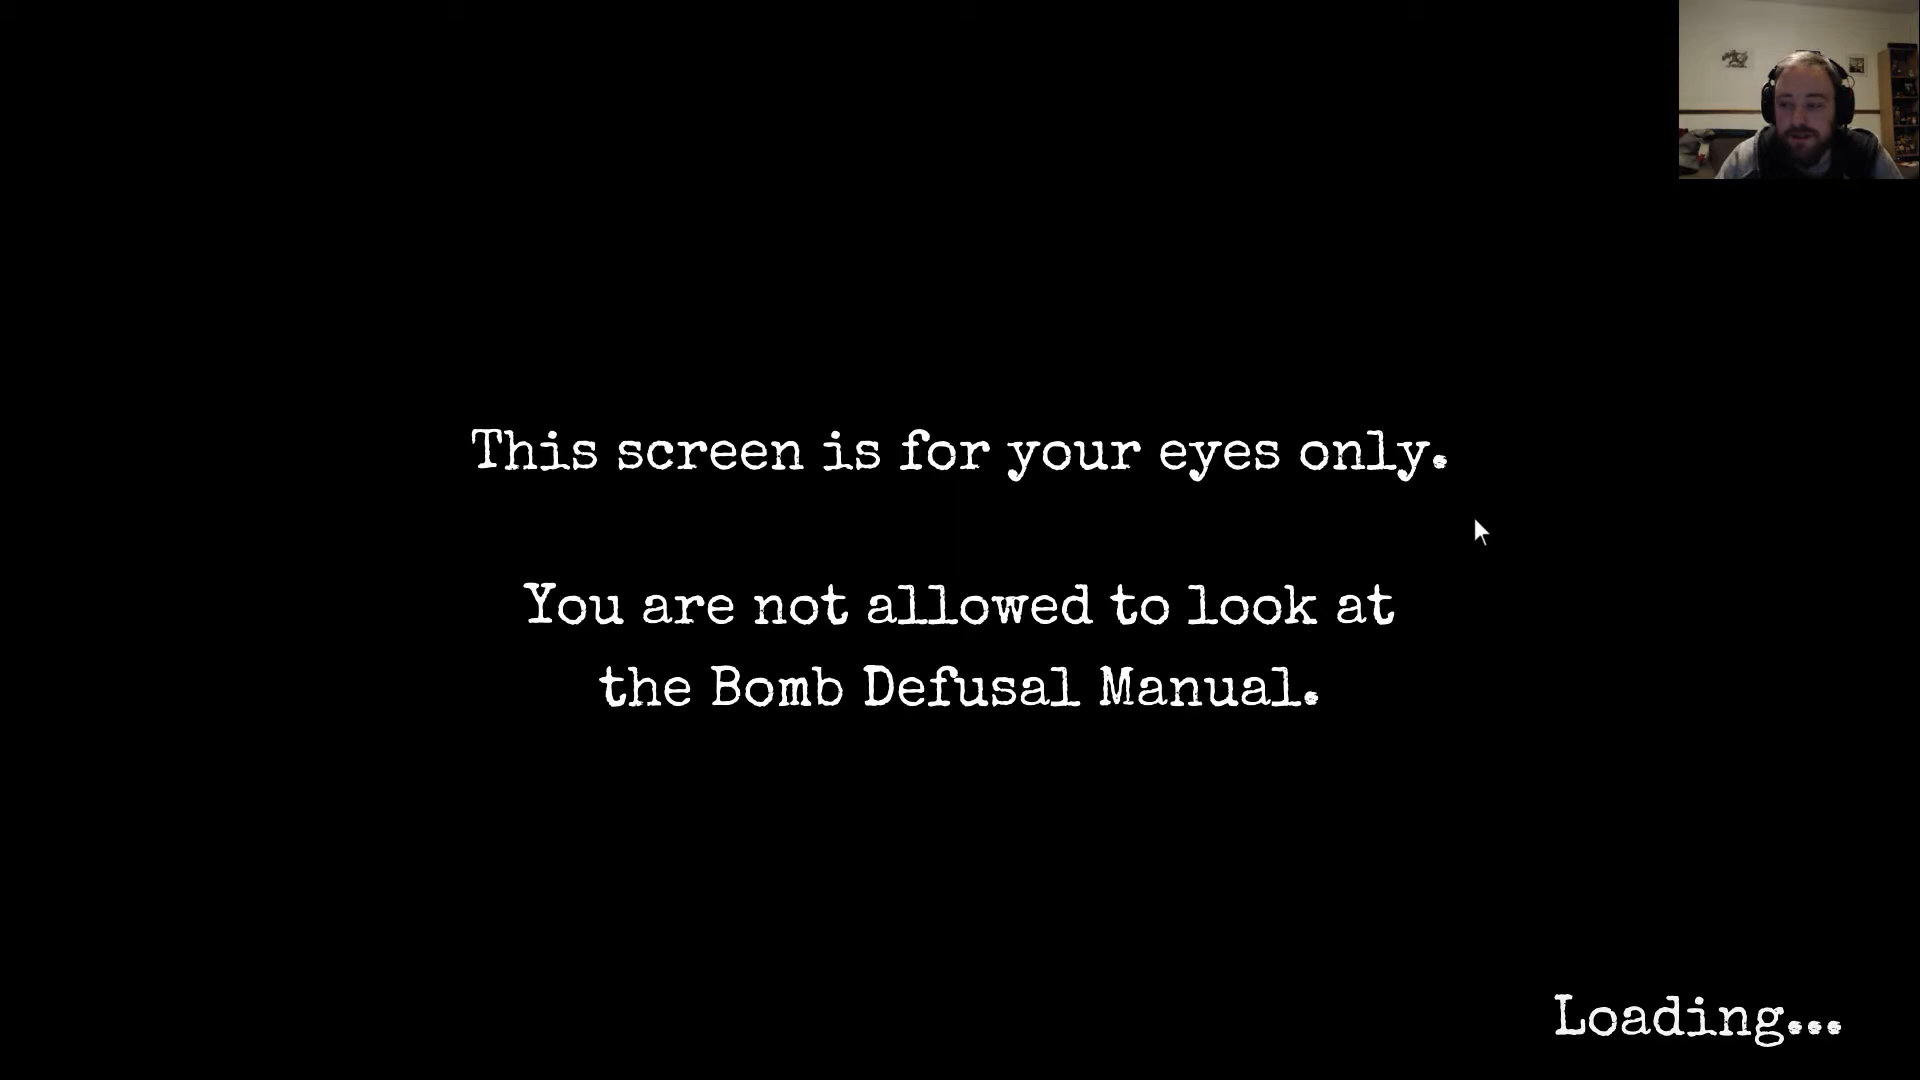 This screen is for your eyes only.
You are not allowed to look at
the Bomb Defusal Manual.
Loading...